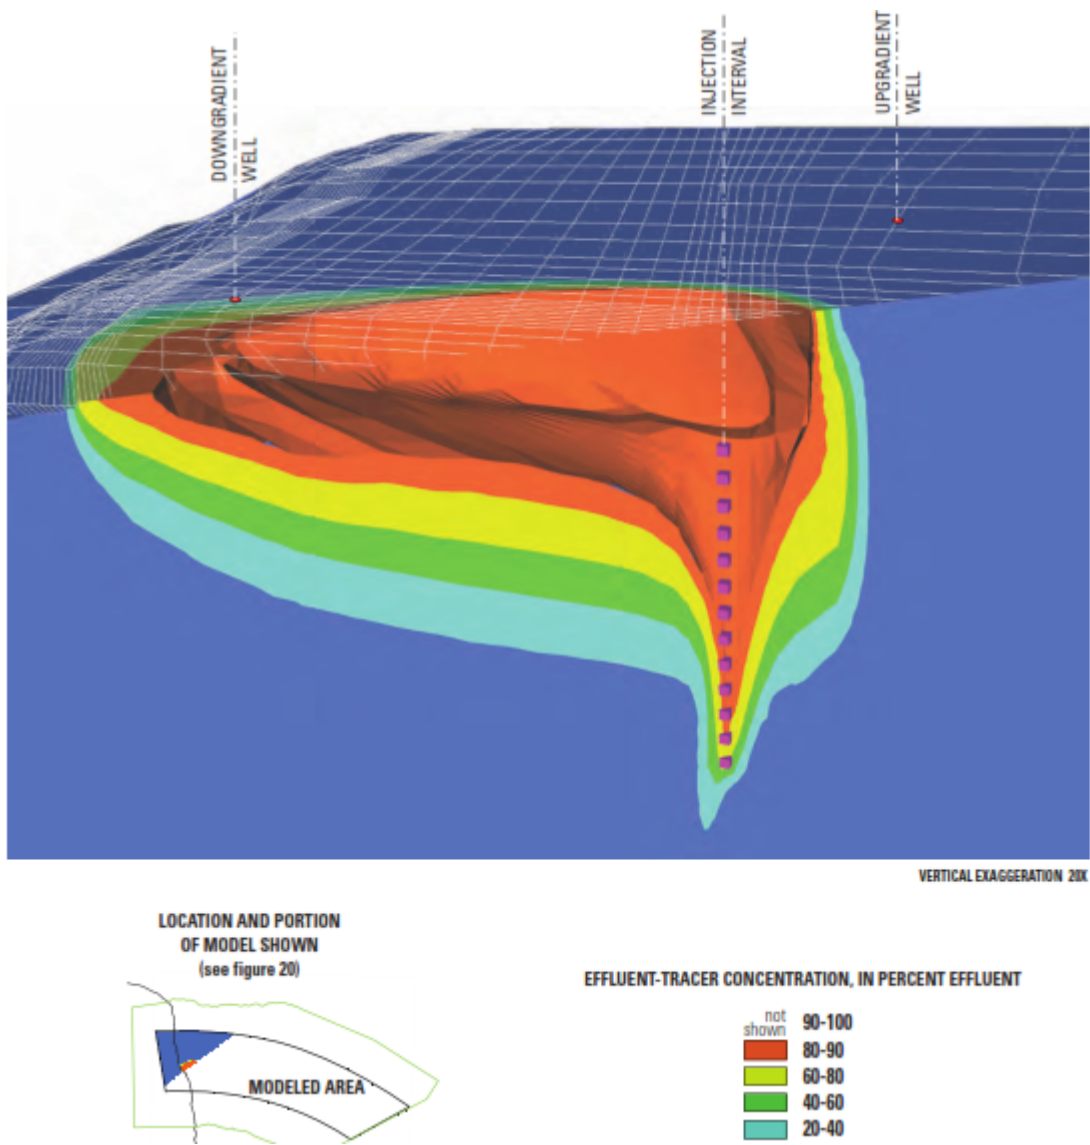 DOWNGRADIENT
WELL
INJECTION
INTERVAL
UPGRADIENT
WELL
VERTICAL EXAGGERATION 20X
LOCATION AND PORTION
OF MODEL SHOWN
(see figure 20)
MODELED AREA
EFFLUENT-TRACER CONCENTRATION, IN PERCENT EFFLUENT
not
shown 90-100
80-90
60-80
40-60
20-40